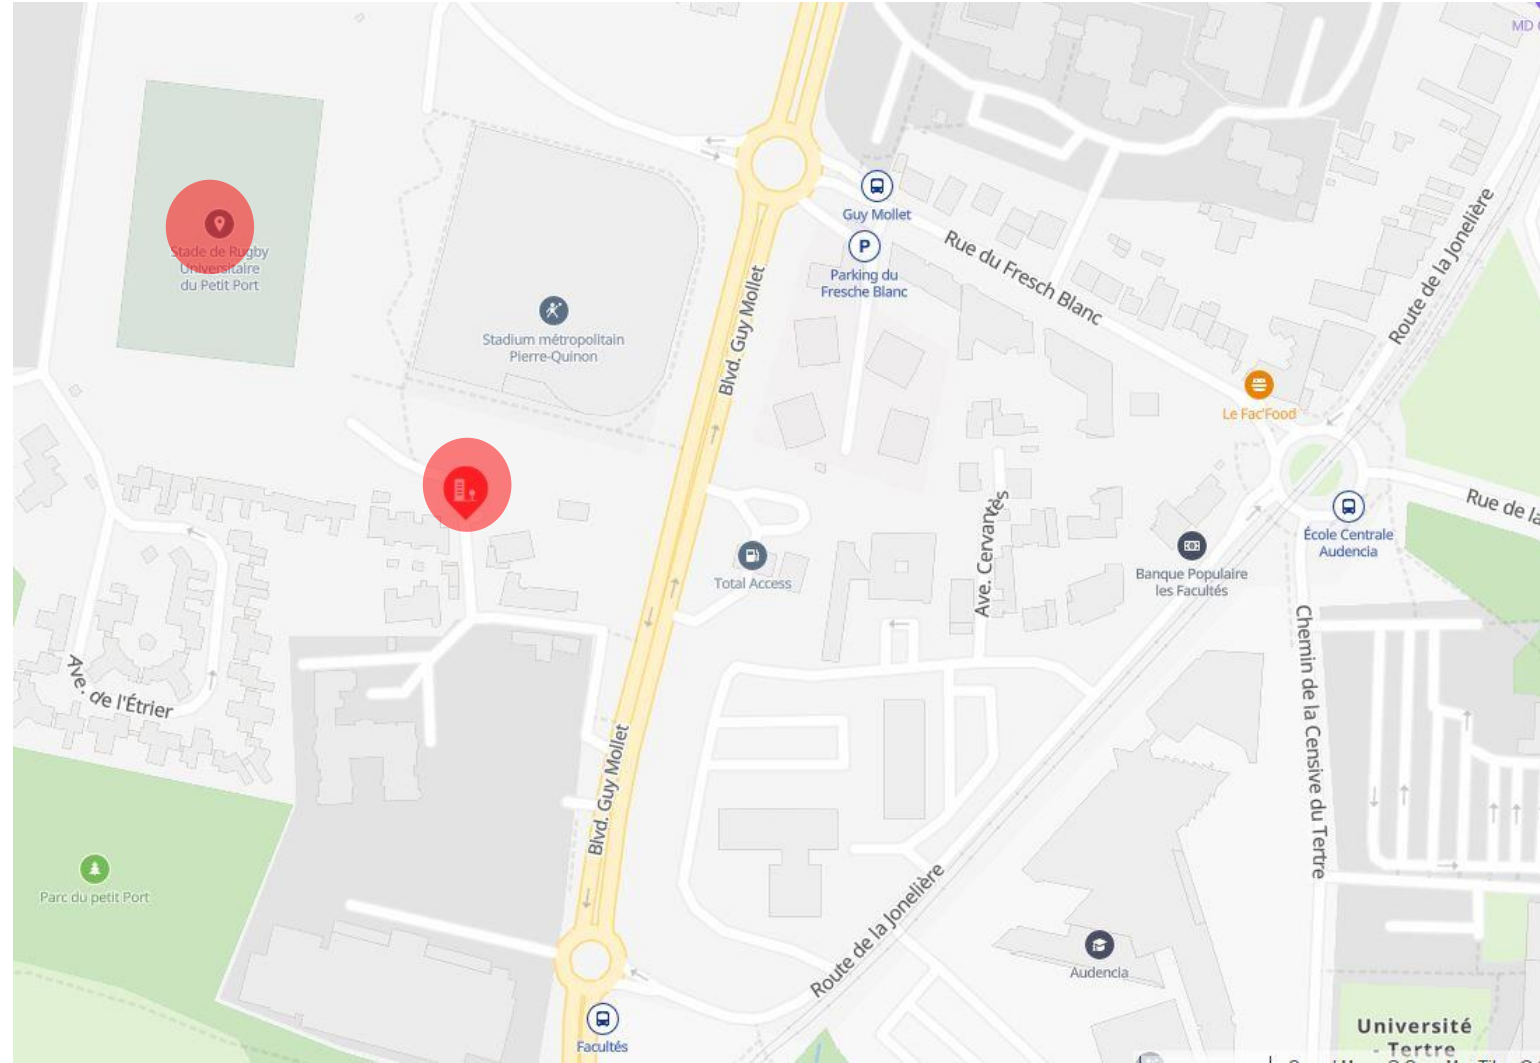 MD
Guy Mollet
P
Parking du
Fresche Blanc
Rue du Fresch Blanc
Route de la Jonelière
Stade de Rugby
Universitaire
du Petit Port
Stadium métropolitain
Pierre-Quinon
Blvd. Guy Mollet
Le Fac'Food
Rue de la
École Centrale
Audencia
Ave. Cervantès
Banque Populaire
les Facultés
Total Access
Chemin de la Censive du Tertre
Ave. de l'Étrier
Blvd. Guy Mollet
Parc du petit Port
Route de la Jonelière
Audencia
Facultés
Université
- Tertre